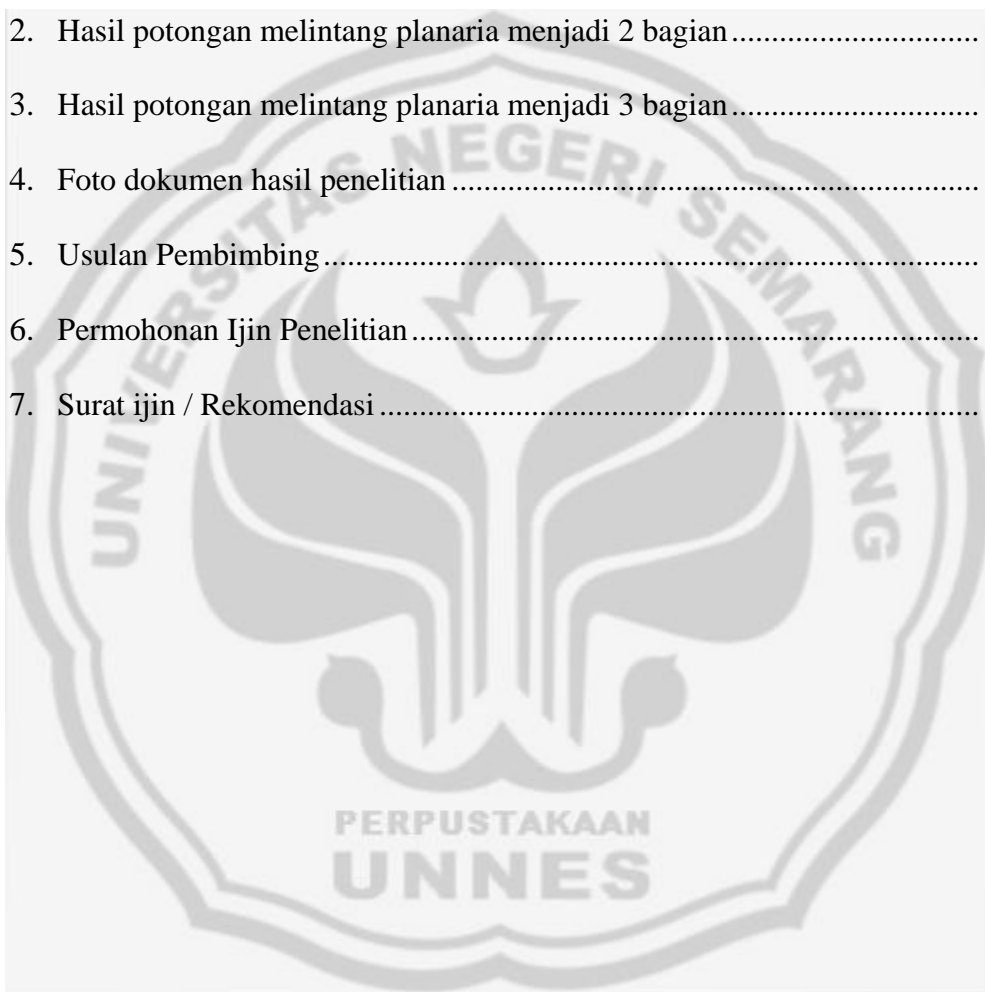 2. Hasil potongan melintang planaria menjadi 2 bagian..............................
3. Hasil potongan melintang planaria menjadi 3 bagian..............................
4. Foto dokumen hasil penelitian................................................................
5. Usulan Pembimbing................................................................................
6. Permohonan Ijin Penelitian.....................................................................
7. Surat ijin / Rekomendasi.........................................................................
UNIVERSITAS NEGERI SEMARANG
PERPUSTAKAAN
UNNES